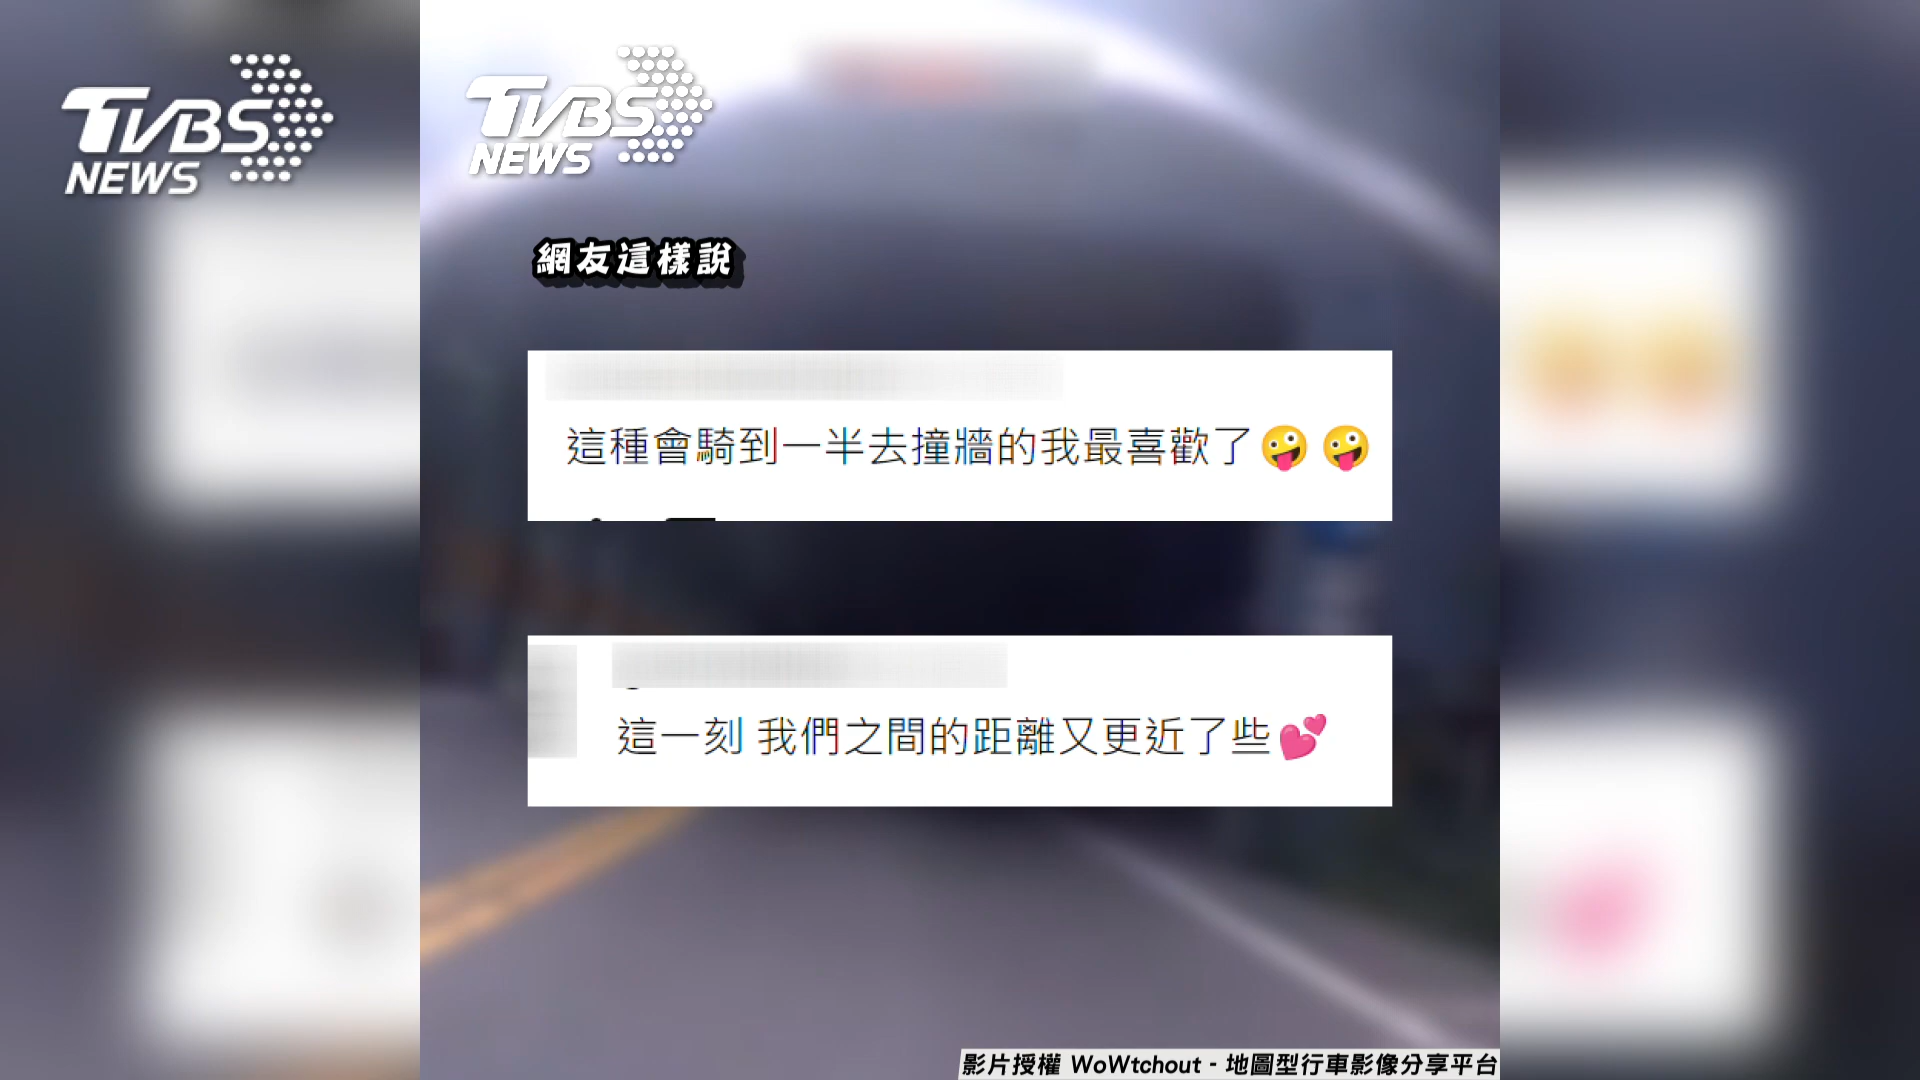 TVBS
NEWS
TVBS
NEWS
網友這樣說
這種會騎到一半去撞牆的我最喜歡了🤪🤪
這一刻 我們之間的距離又更近了些💕
影片授權 WoWtchout - 地圖型行車影像分享平台